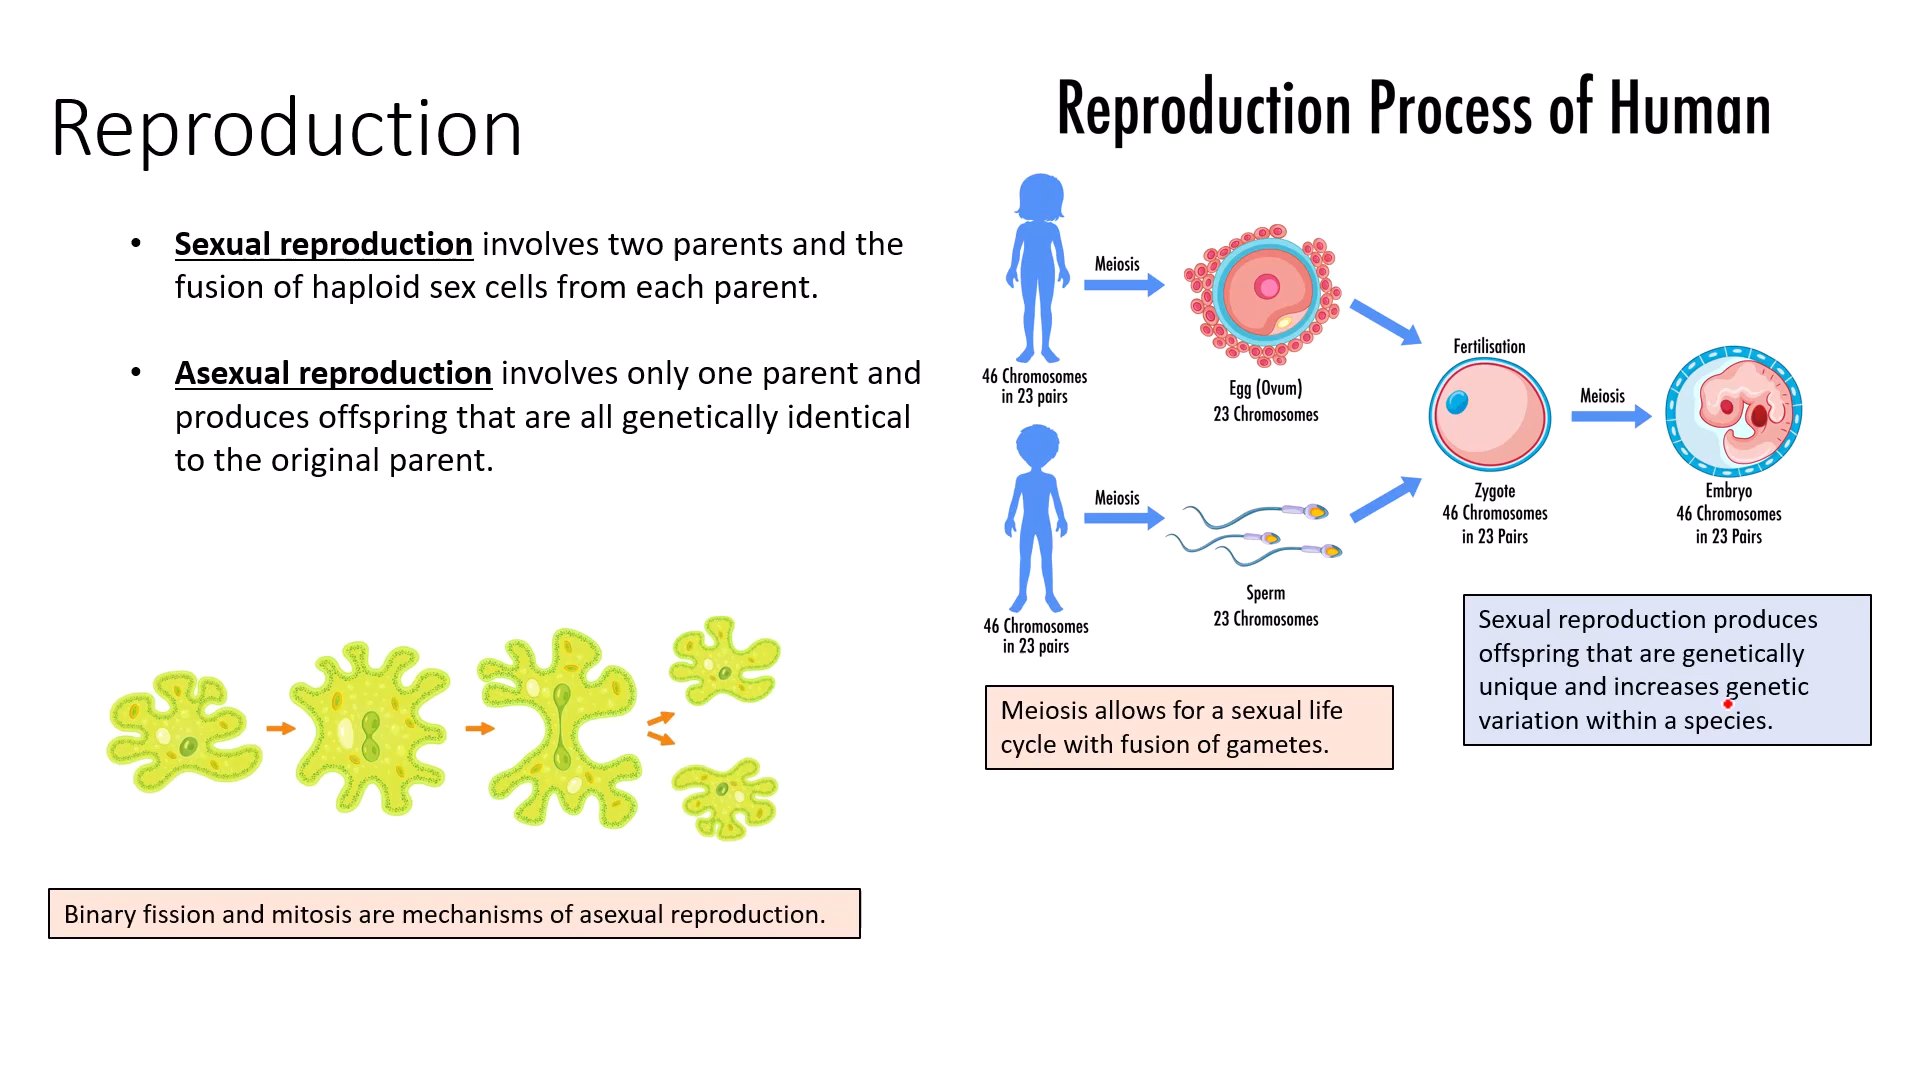 Reproduction
• Sexual reproduction involves two parents and the
fusion of haploid sex cells from each parent.
• Asexual reproduction involves only one parent and
produces offspring that are all genetically identical
to the original parent.
Binary fission and mitosis are mechanisms of asexual reproduction.
Reproduction Process of Human
46 Chromosomes
in 23 pairs
Meiosis
Egg (Ovum)
23 Chromosomes
46 Chromosomes
in 23 pairs
Meiosis
Sperm
23 Chromosomes
Fertilisation
Zygote
46 Chromosomes
in 23 Pairs
Meiosis
Embryo
46 Chromosomes
in 23 Pairs
Meiosis allows for a sexual life
cycle with fusion of gametes.
Sexual reproduction produces
offspring that are genetically
unique and increases genetic
variation within a species.